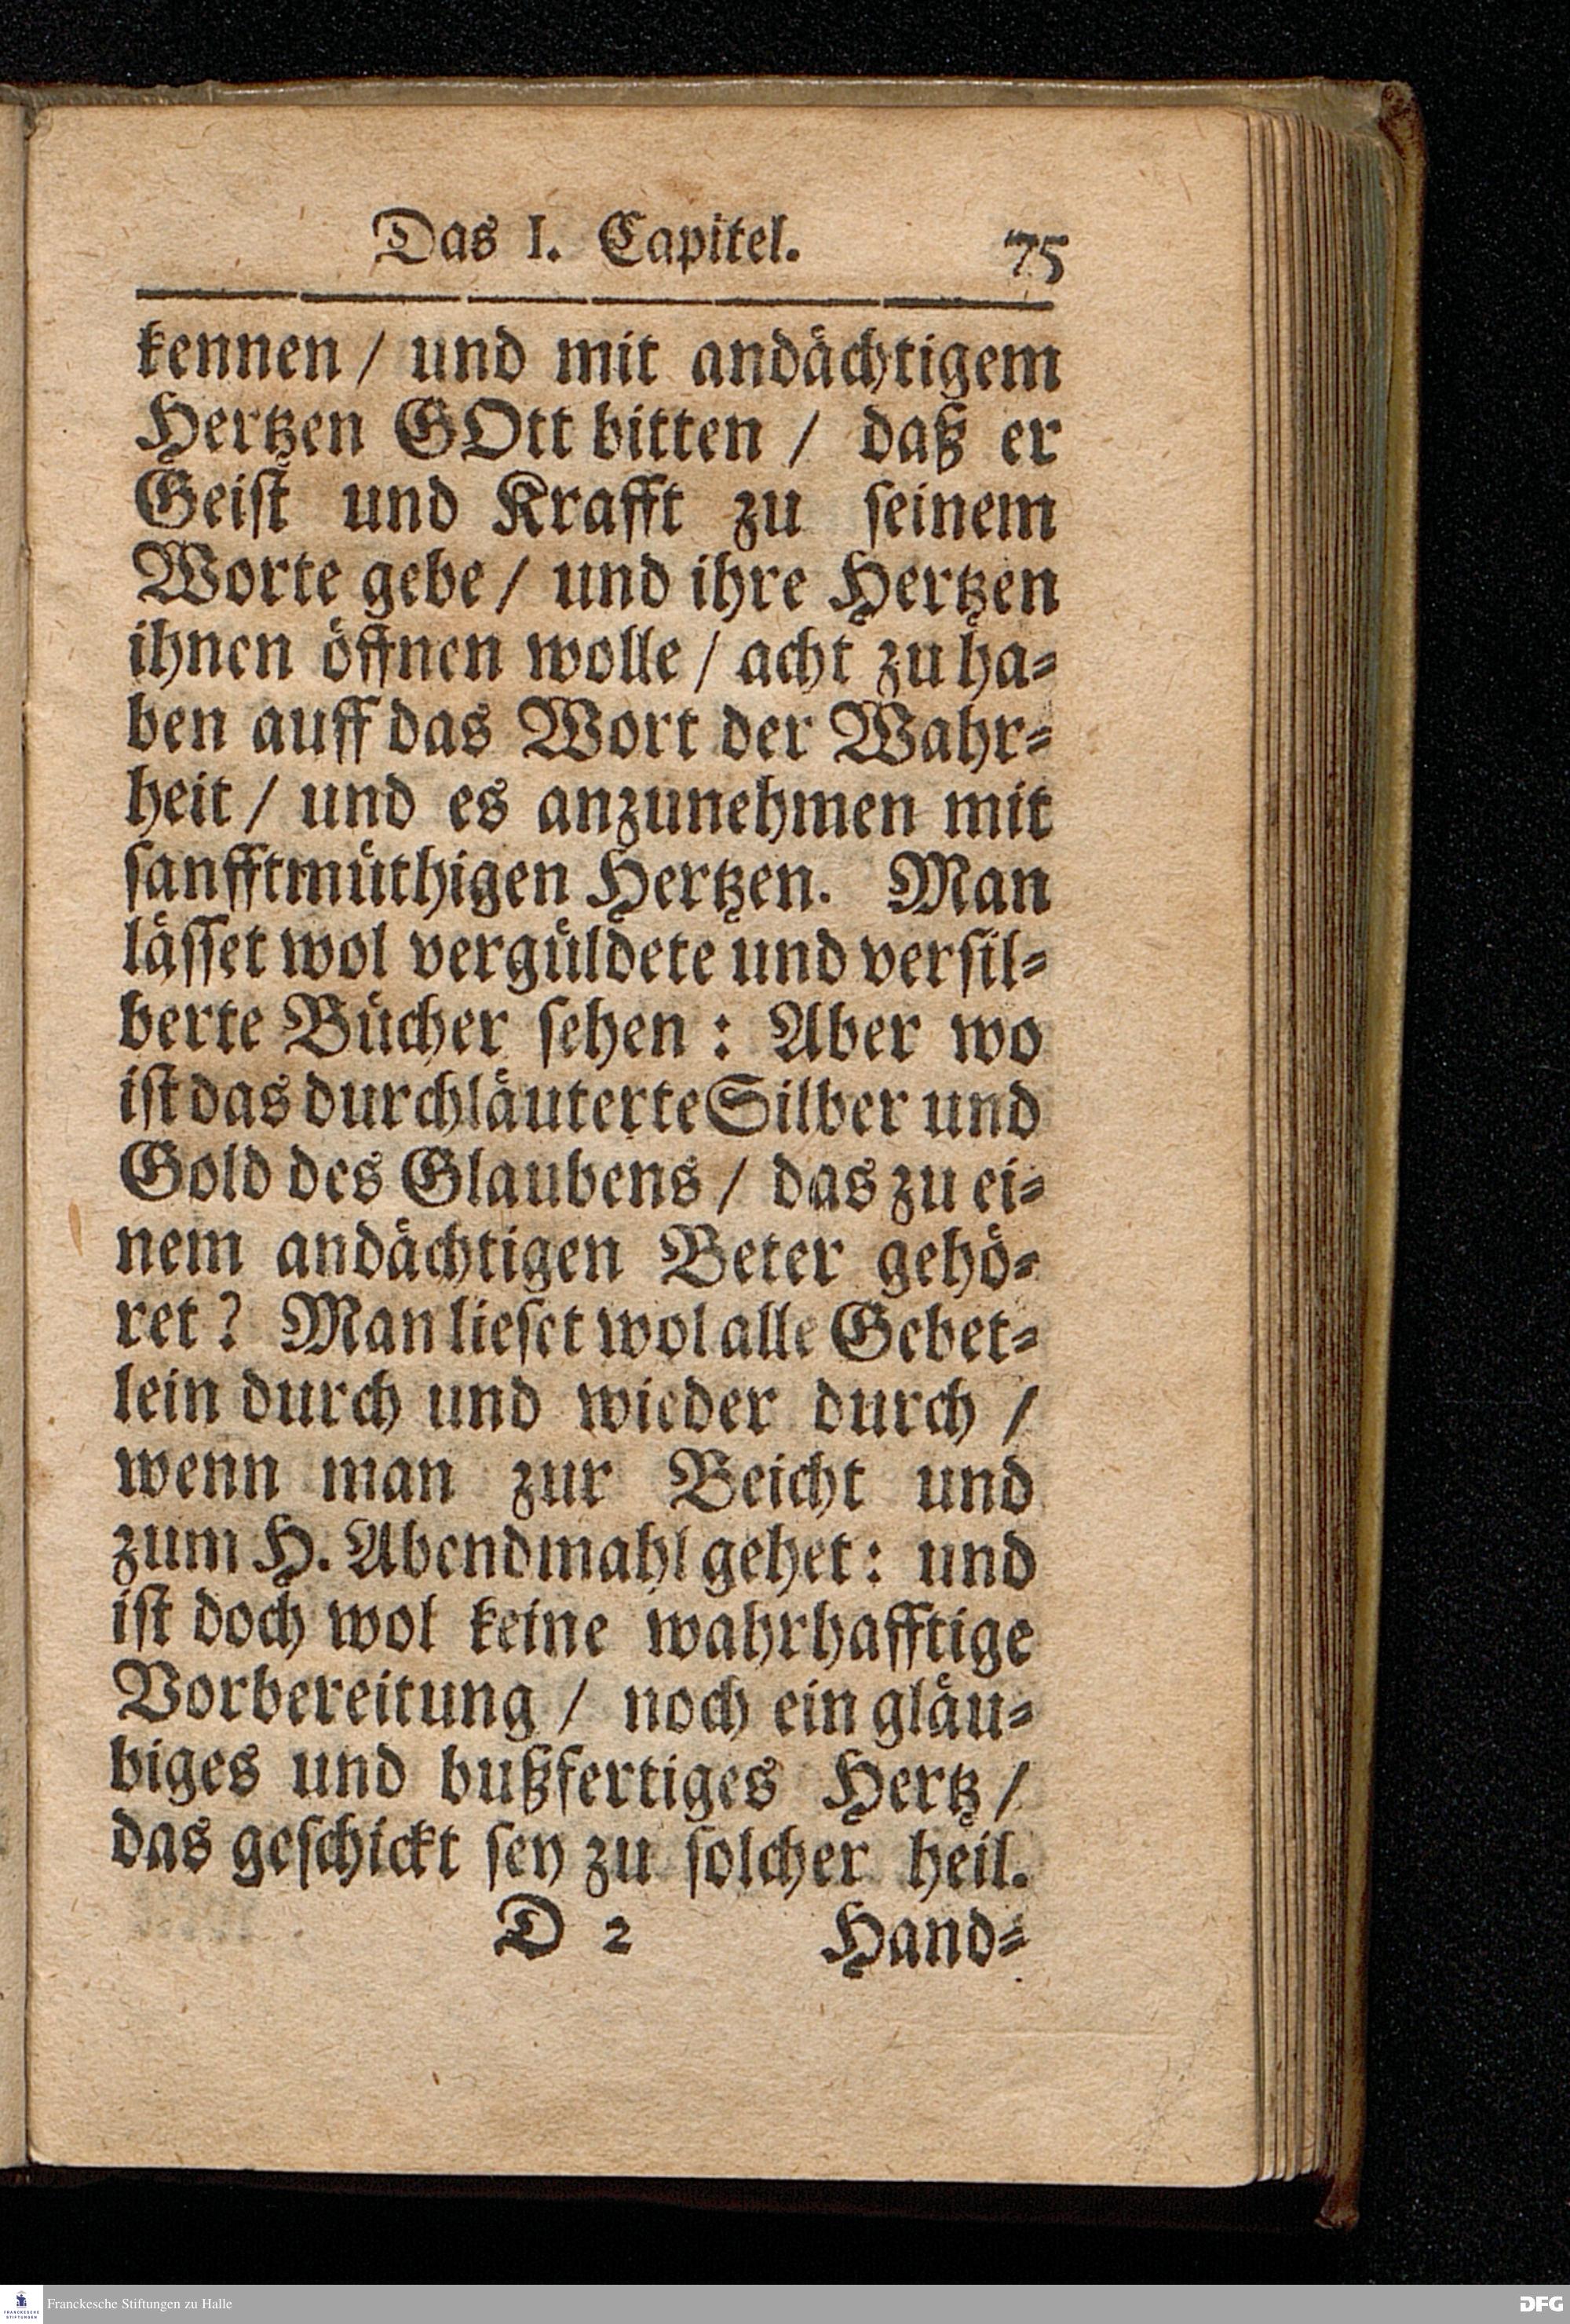 Das I. Capitel. 75
kennen / und mit andächtigem
Hertzen GOtt bitten / daß er
Geist und Krafft zu seinem
Worte gebe / und ihre Hertzen
ihnen öffnen wolle / acht zu ha-
ben auff das Wort der Wahr-
heit / und es anzunehmen mit
sanfftmüthigen Hertzen. Man
lässet wol vergüldete und versil-
berte Bücher sehen : Aber wo
ist das durchläuterte Silber und
Gold des Glaubens / das zu ei-
nem andächtigen Beter gehö-
ret ? Man lieset wol alle Gebet-
lein durch und wieder durch /
wenn man zur Beicht und
zum H. Abendmahl gehet : und
ist doch wol keine wahrhafftige
Vorbereitung / noch ein gläu-
biges und bußfertiges Hertz /
das geschickt sey zu solcher heil.
D 2 Hand-
FRANCKESCHE STIFTUNGEN
Franckesche Stiftungen zu Halle
DFG